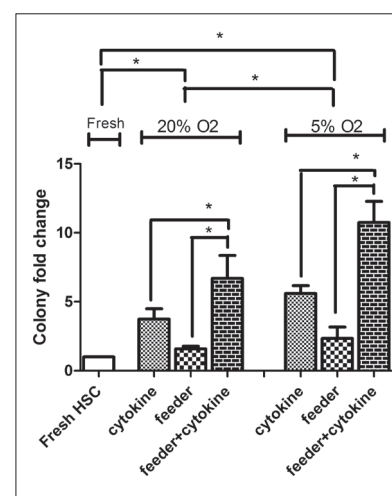 *
*
*
Fresh 20% O2 5% O2
15
10
5
0
Colony fold change
*
*
*
*
Fresh HSC
cytokine
feeder
feeder+cytokine
cytokine
feeder
feeder+cytokine